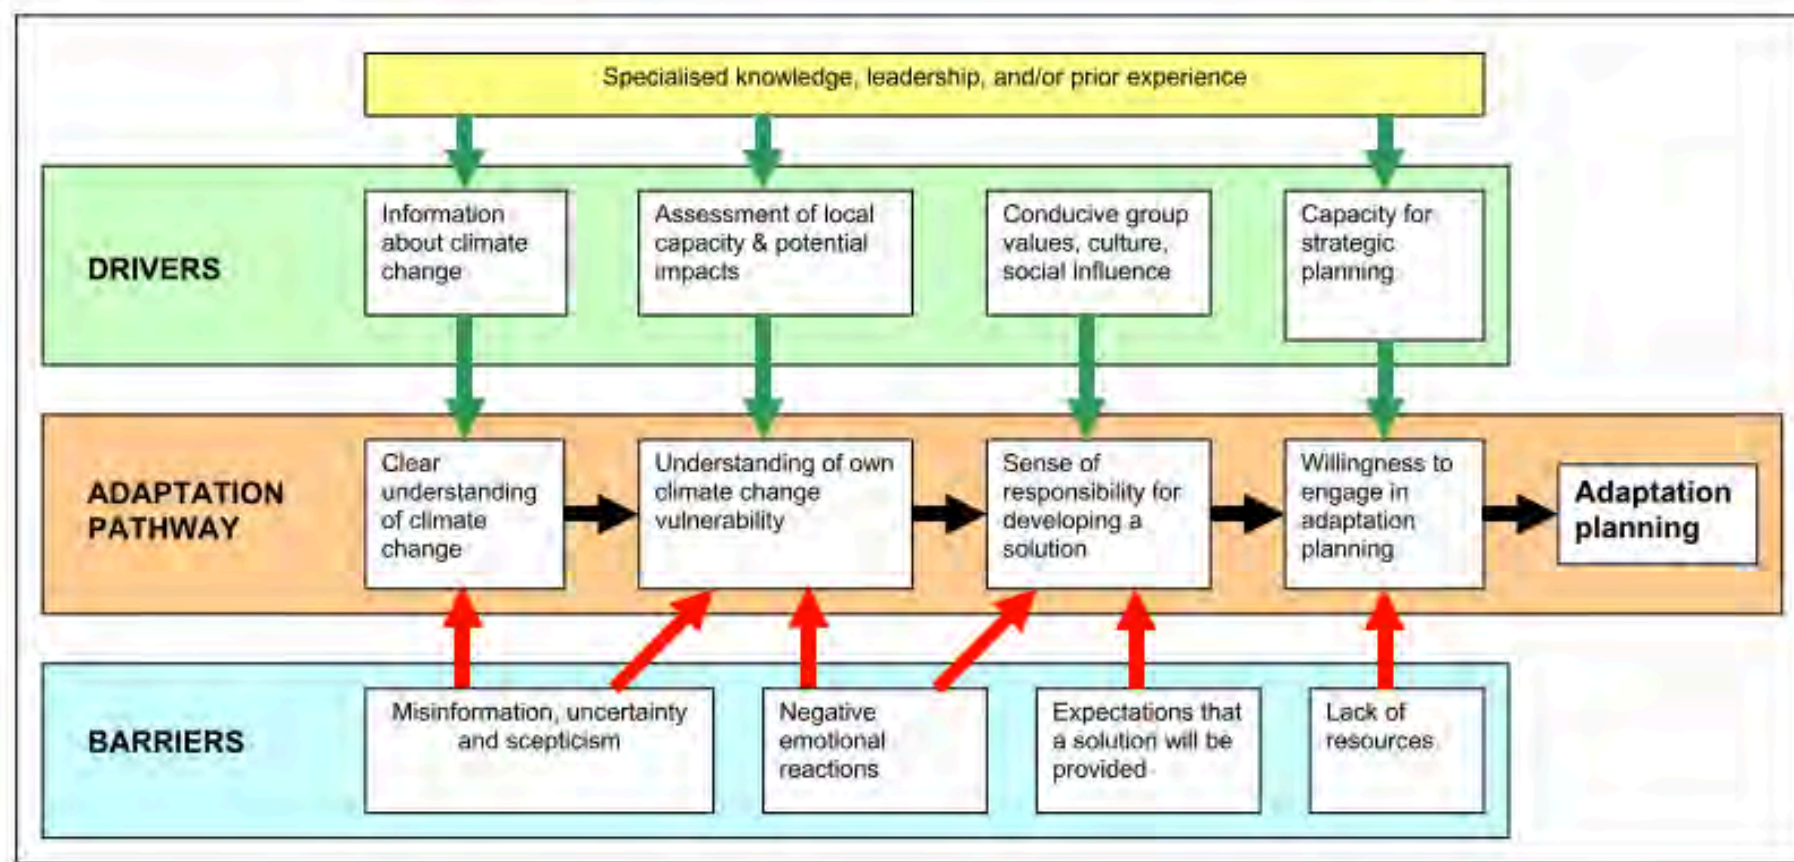 Specialised knowledge, leadership, and/or prior experience
DRIVERS
Information
about climate
change
Assessment of local
capacity & potential
impacts
Conducive group
values, culture,
social influence
Capacity for
strategic
planning
ADAPTATION
PATHWAY
Clear
understanding
of climate
change
Understanding of own
climate change
vulnerability
Sense of
responsibility for
developing a
solution
Willingness to
engage in
adaptation
planning
Adaptation
planning
BARRIERS
Misinformation, uncertainty
and scepticism
Negative
emotional
reactions
Expectations that
a solution will be
provided
Lack of
resources